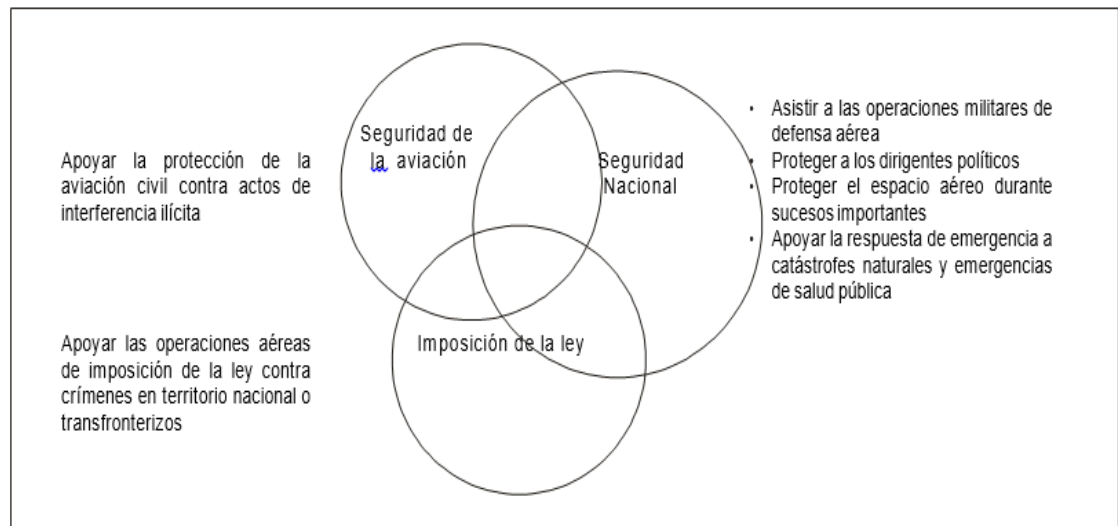 Seguridad de
la aviación
Apoyar la protección de la
aviación civil contra actos de
interferencia ilícita
Seguridad
Nacional
• Asistir a las operaciones militares de
defensa aérea
• Proteger a los dirigentes políticos
• Proteger el espacio aéreo durante
sucesos importantes
• Apoyar la respuesta de emergencia a
catástrofes naturales y emergencias
de salud pública
Imposición de la ley
Apoyar las operaciones aéreas
de imposición de la ley contra
crímenes en territorio nacional o
transfronterizos